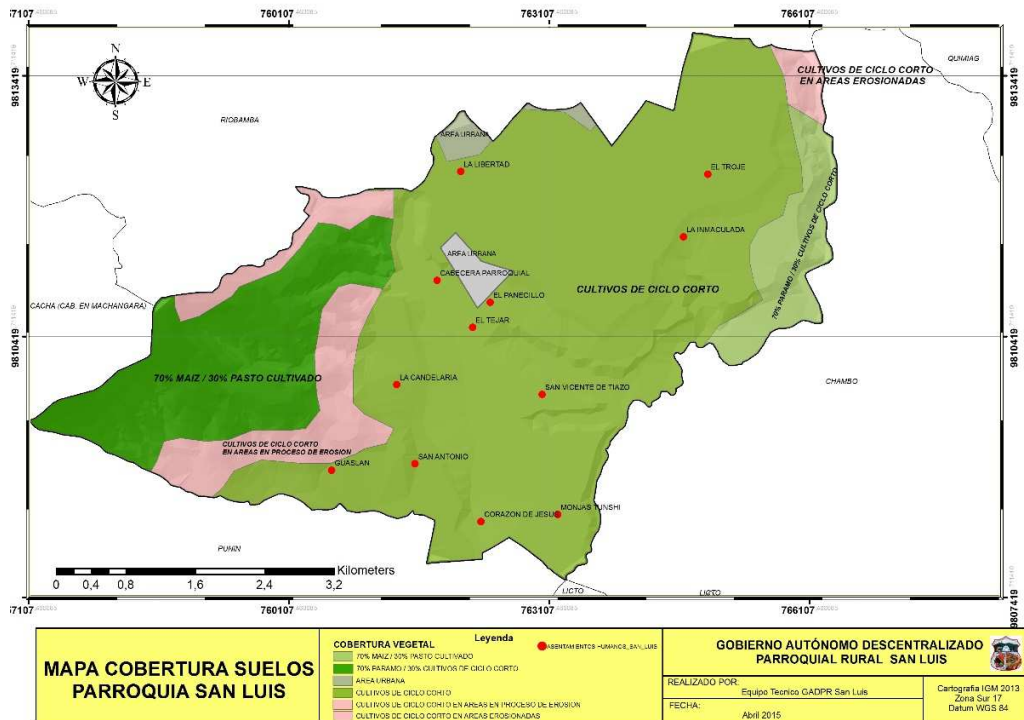 760107
763107
766107
9813419
9813419
N
W
E
S
CULTIVOS DE CICLO CORTO
EN AREAS EROSIONADAS
QUIMIAG
RIOBAMBA
AREA URBANA
LA LIBERTAD
EL TROJE
LA INMACULADA
70% PARAMO / 30% CULTIVOS DE CICLO CORTO
AREA URBANA
CABECERA PARROQUIAL
CULTIVOS DE CICLO CORTO
EL PANECILLO
CACHA (CAB. EN MACHANGARA)
EL TEJAR
9810419
9810419
70% MAIZ / 30% PASTO CULTIVADO
LA CANDELARIA
SAN VICENTE DE TIAZO
CHAMBO
CULTIVOS DE CICLO CORTO
EN AREAS EN PROCESO DE EROSION
SAN ANTONIO
GUASLAN
CORAZON DE JESUS
MONJAS TUNSHI
PUNIN
Kilometers
0 0,4 0,8 1,6 2,4 3,2
LICTO
LICTO
9807419
760107
763107
766107
MAPA COBERTURA SUELOS
PARROQUIA SAN LUIS
Leyenda
COBERTURA VEGETAL
70% MAIZ / 30% PASTO CULTIVADO
70% PARAMO / 30% CULTIVOS DE CICLO CORTO
AREA URBANA
CULTIVOS DE CICLO CORTO
CULTIVOS DE CICLO CORTO EN AREAS EN PROCESO DE EROSION
CULTIVOS DE CICLO CORTO EN AREAS EROSIONADAS
ASENTAMIENTOS HUMANOS_SAN_LUIS
GOBIERNO AUTÓNOMO DESCENTRALIZADO
PARROQUIAL RURAL SAN LUIS
REALIZADO POR:
Equipo Tecnico GADPR San Luis
FECHA:
Abril 2015
Cartografia IGM 2013
Zona Sur 17
Datum WGS 84